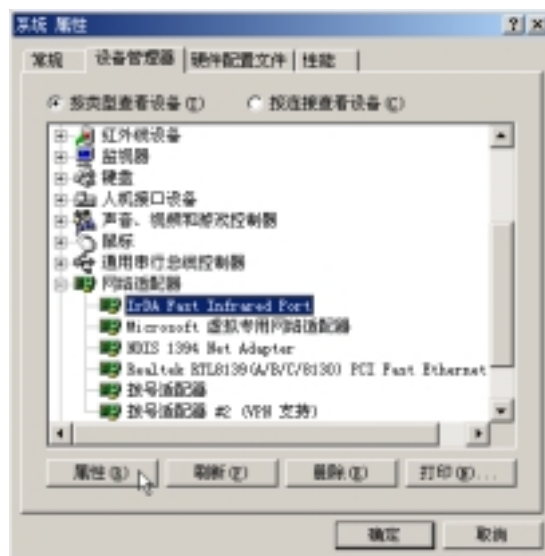 系统 属性
常规 设备管理器 硬件配置文件 性能
按类型查看设备(T) 按连接查看设备(C)
红外线设备
监视器
硬盘
人机接口设备
声音、视频和游戏控制器
鼠标
通用串行总线控制器
网络适配器
IrDA Fast Infrared Port
Microsoft 虚拟专用网络适配器
NDIS 1394 Net Adapter
Realtek RTL8139(A/B/C/8130) PCI Fast Ethernet
拨号适配器
拨号适配器 #2 (VPN 支持)
属性(R) 刷新(F) 删除(E) 打印(N)...
确定 取消